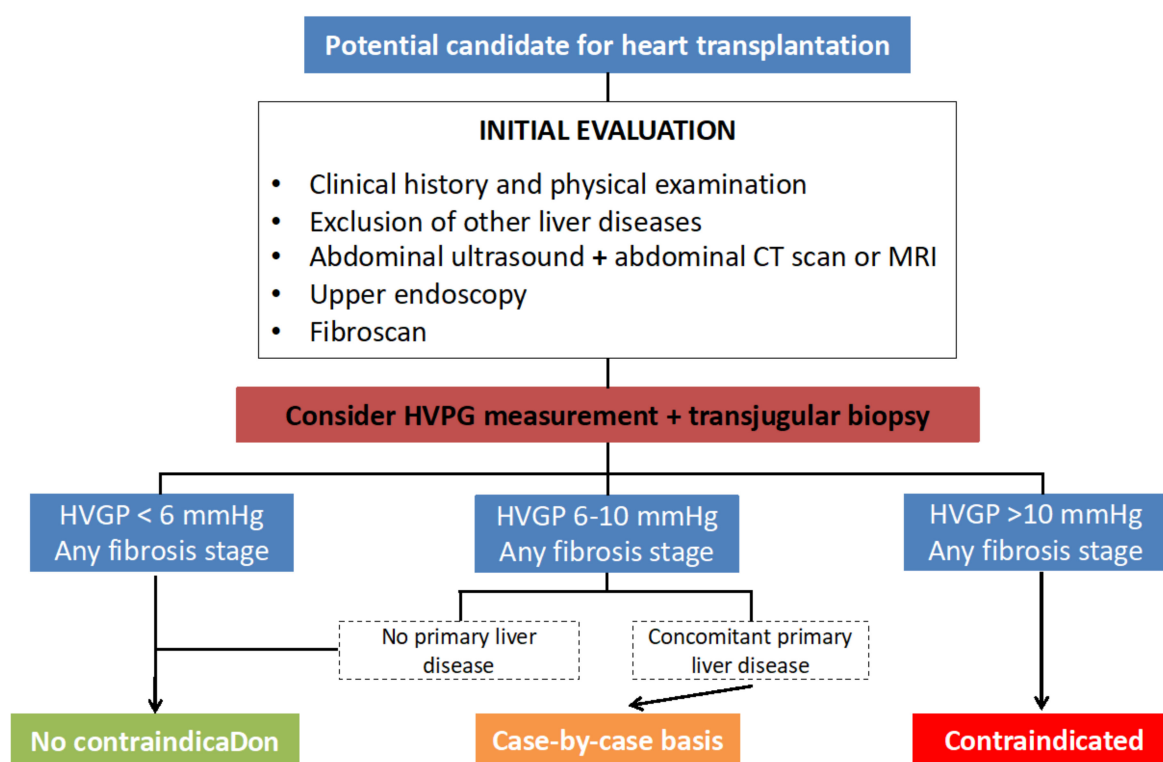 Potential candidate for heart transplantation
INITIAL EVALUATION
• Clinical history and physical examination
• Exclusion of other liver diseases
• Abdominal ultrasound + abdominal CT scan or MRI
• Upper endoscopy
• Fibroscan
Consider HVPG measurement + transjugular biopsy
HVGP < 6 mmHg
Any fibrosis stage
HVGP 6-10 mmHg
Any fibrosis stage
HVGP >10 mmHg
Any fibrosis stage
No primary liver
disease
Concomitant primary
liver disease
No contraindicaDon
Case-by-case basis
Contraindicated